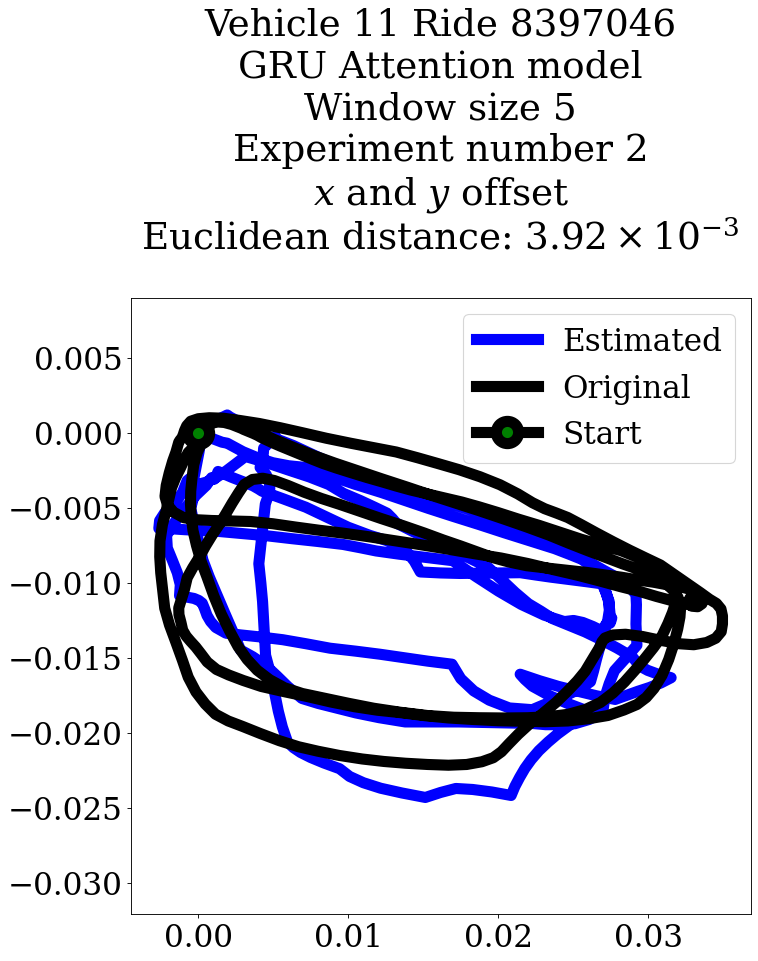 Vehicle 11 Ride 8397046
GRU Attention model
Window size 5
Experiment number 2
x and y offset
Euclidean distance: 3.92 × 10⁻³
Estimated
Original
Start
0.005
0.000
−0.005
−0.010
−0.015
−0.020
−0.025
−0.030
0.00 0.01 0.02 0.03